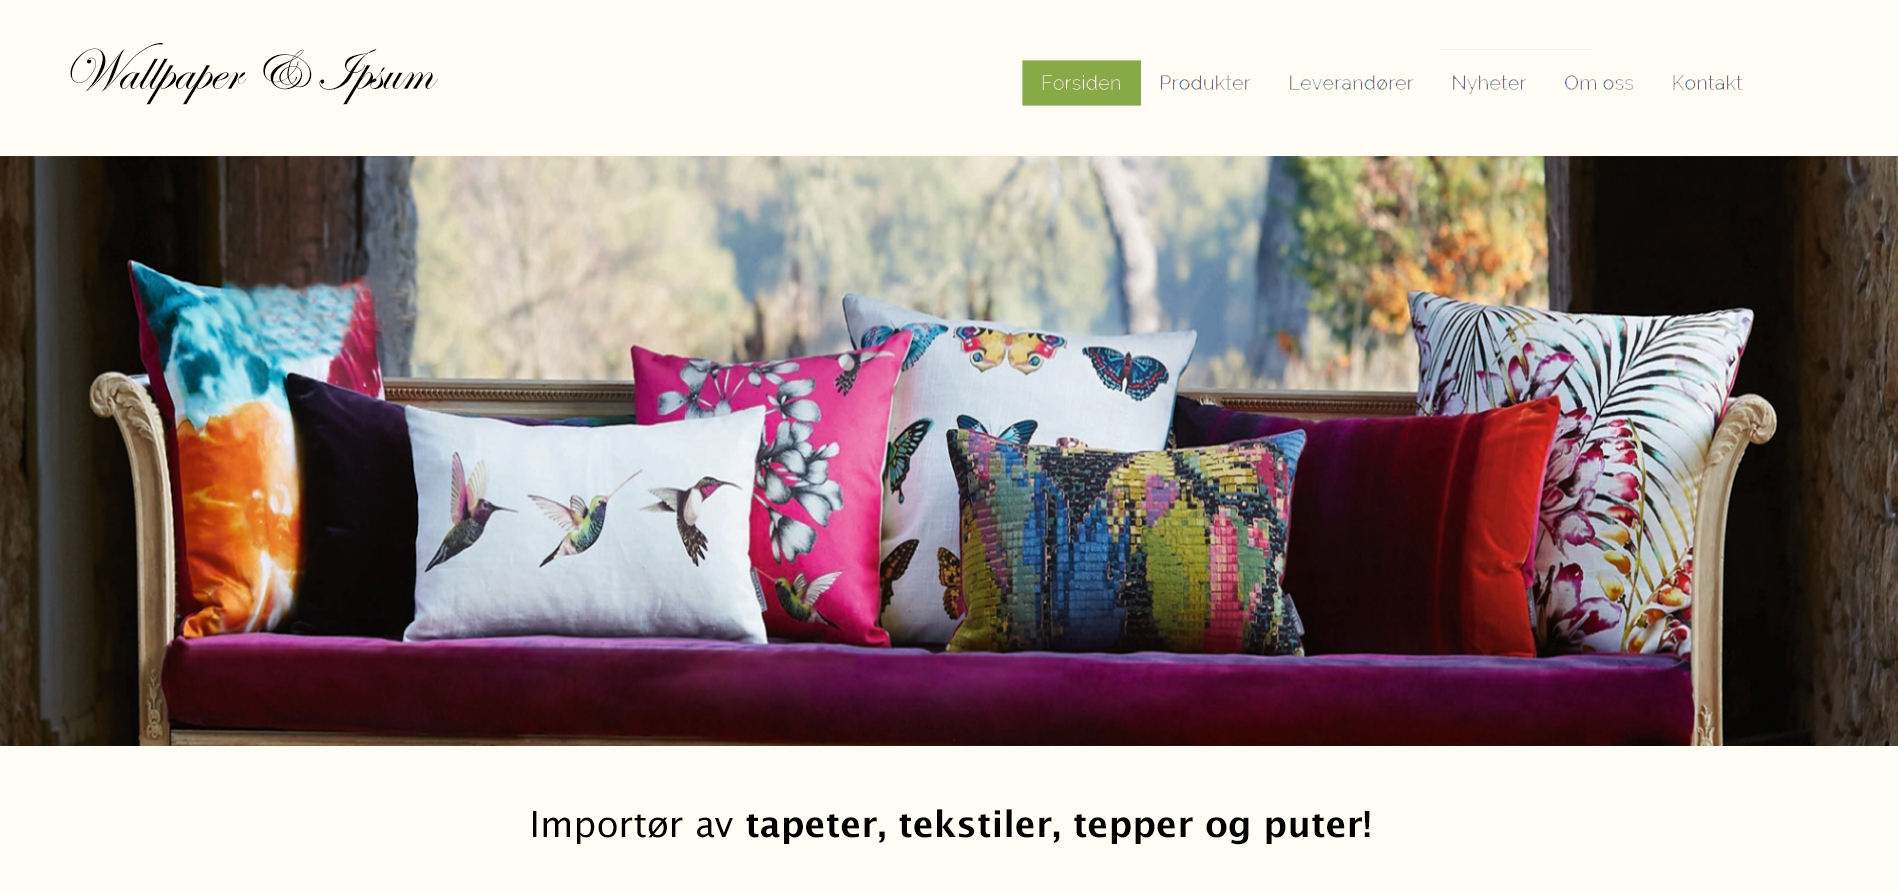 Wallpaper & Ipsum
Forsiden Produkter Leverandører Nyheter Om oss Kontakt
Importør av tapeter, tekstiler, tepper og puter!